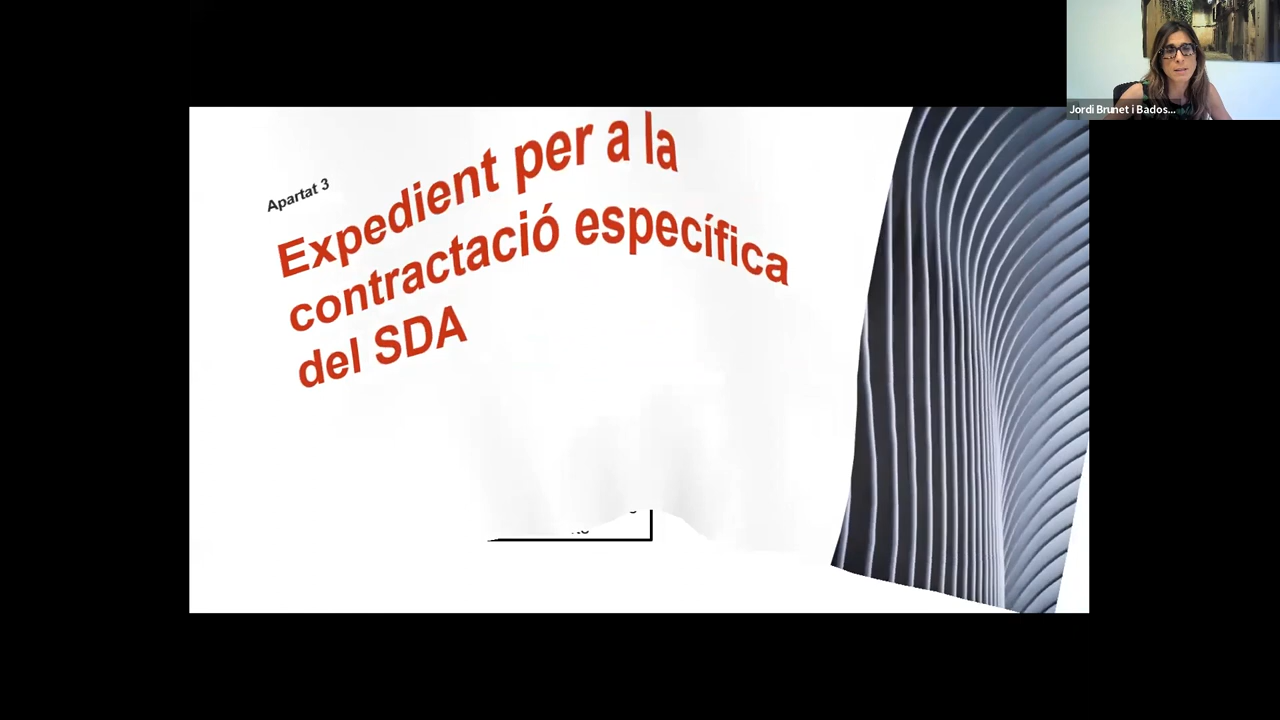 Apartat 3
Expedient per a la
contractació específica
del SDA
Jordi Brunet i Bados...